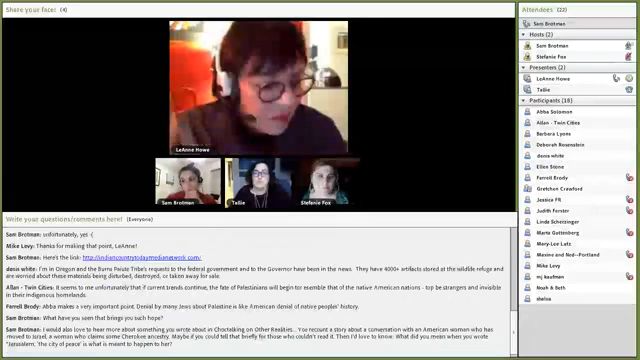 Share your face! (4)
LeAnne Howe
Sam Brotman
Tallie
Stefanie Fox
Write your questions/comments here! (Everyone)
Sam Brotman: unfortunately, yes :(
Mike Levy: Thanks for making that point, LeAnne!
Sam Brotman: Here's the link: http://indiancountrytodaymedianetwork.com/
denis white: I'm in Oregon and the Burns Paiute Tribe's requests to the federal government and to the Governor have been in the news. They have 4000+ artifacts stored at the wildlife refuge and
are worried about these materials being disturbed, destroyed, or taken away for sale.
Allan - Twin Cities: It seems to me unfortunately that if current trends continue, the fate of Palestinians will begin to resemble that of the native American nations - to be strangers and invisible
in their indigenous homelands.
Ferrell Brody: Abba makes a very important point. Denial by many Jews about Palestine is like American denial of native peoples' history.
Sam Brotman: What have you seen that brings you such hope?
Sam Brotman: I would also love to hear more about something you wrote about in Choctalking on Other Realities... You recount a story about a conversation with an American woman who has
moved to Israel, a woman who claims some Cherokee ancestry. Maybe if you could tell that briefly for those who couldn't read it. Then I'd love to know: What did you mean when you wrote
"Jerusalem, 'the city of peace' is what is meant to happen to her?
Attendees (22)
Sam Brotman
Hosts (2)
Sam Brotman
Stefanie Fox
Presenters (2)
LeAnne Howe
Tallie
Participants (18)
Abba Solomon
Allan - Twin Cities
Barbara Lyons
Deborah Rosenstein
denis white
Ellen Stone
Ferrell Brody
Gretchen Crawford
Jessica FR
Judith Ferster
Linda Scherzinger
Marta Guttenberg
Mary-Lee Lutz
Maxine and Ned--Portland
Mike Levy
mj kaufman
Noah & Beth